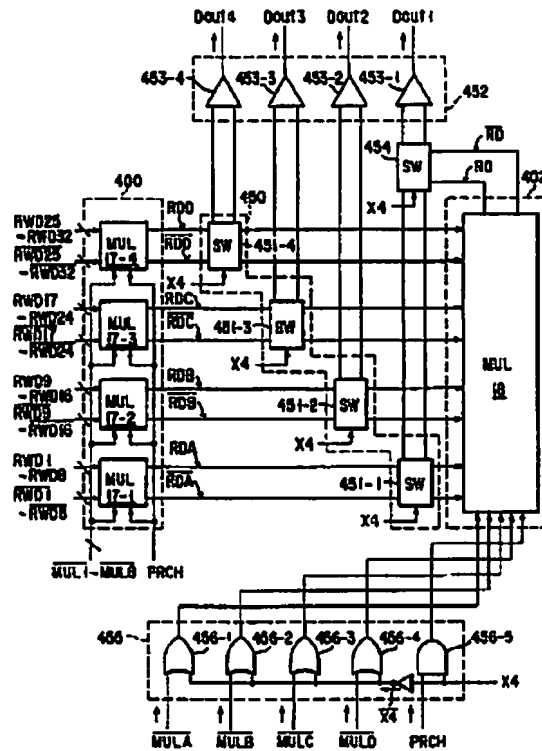 Dout4 Dout3 Dout2 Dout1
453-4 453-3 453-2 453-1
452
454 SW
RD
RD
X4
400 450 402
RWD25 -RWD32
RWD25 -RWD32
MUL 17-4
RDD
RDD
SW 451-4
X4
RWD17 -RWD24
RWD17 -RWD24
MUL 17-3
RDC
RDC
451-3 SW
X4
RWD9 -RWD16
RWD9 -RWD16
MUL 17-2
RDB
RDB
451-2 SW
X4
RWD1 -RWD8
RWD1 -RWD8
MUL 17-1
RDA
RDA
451-1 SW
X4
MUL 18
MUL1-MUL8 PRCH
455 456-1 456-2 456-3 456-4 456-5
X4
X4
MULA MULB MULC MULD PRCH